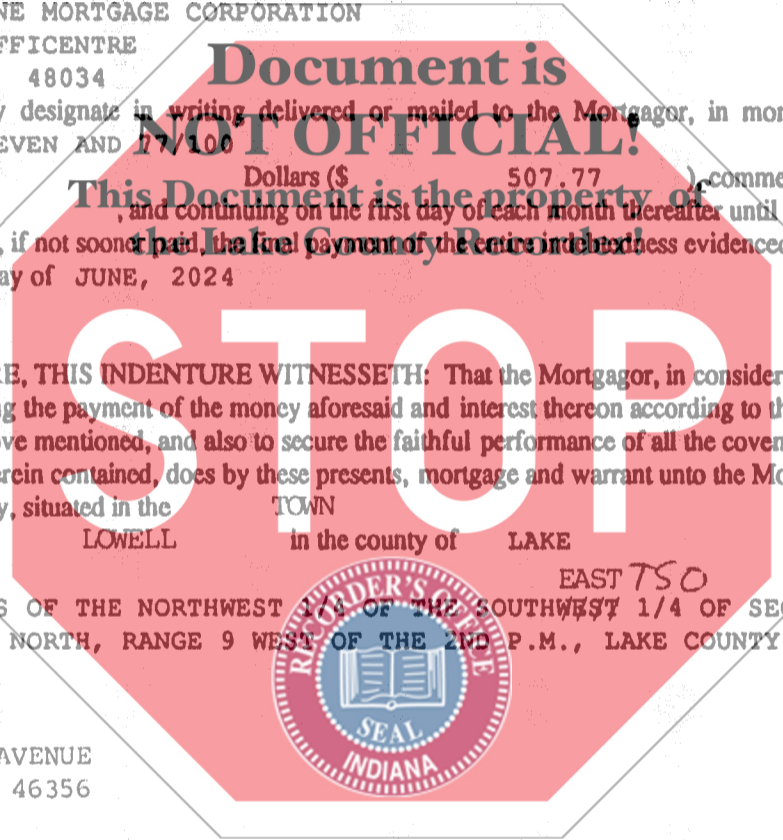 NE MORTGAGE CORPORATION
FFICENTRE
48034
y designate in writing delivered or mailed to the Mortgagor, in mon
EVEN AND 77/100
Dollars ($ 507.77 ), comme
, and continuing on the first day of each month thereafter until
, if not sooner paid, the final payment of the entire indebtedness evidenced
ay of JUNE, 2024
Document is
NOT OFFICIAL!
This Document is the property of
the Lake County Recorder!
STOP
RE, THIS INDENTURE WITNESSETH: That the Mortgagor, in consider
g the payment of the money aforesaid and interest thereon according to th
ve mentioned, and also to secure the faithful performance of all the coven
rein contained, does by these presents, mortgage and warrant unto the Mo
y, situated in the TOWN
LOWELL in the county of LAKE
EAST TSO
S OF THE NORTHWEST 1/4 OF THE SOUTHWEST 1/4 OF SEC
NORTH, RANGE 9 WEST OF THE 2ND P.M., LAKE COUNTY
RECORDER'S OFFICE
SEAL
INDIANA
AVENUE
46356